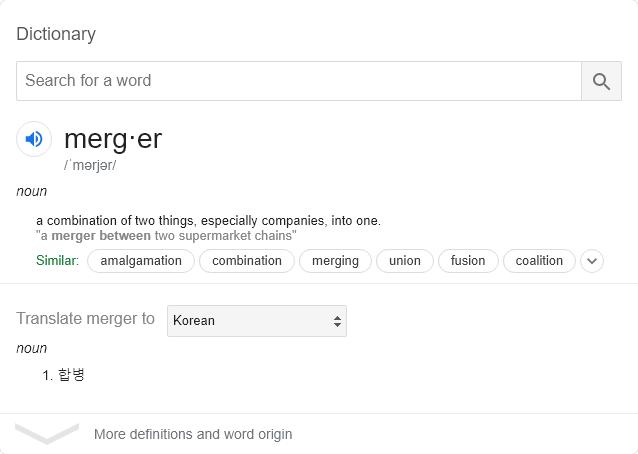 Dictionary
Search for a word
merg·er
/ˈmərjər/
noun
a combination of two things, especially companies, into one.
"a merger between two supermarket chains"
Similar: amalgamation combination merging union fusion coalition
Translate merger to Korean
noun
1. 합병
More definitions and word origin